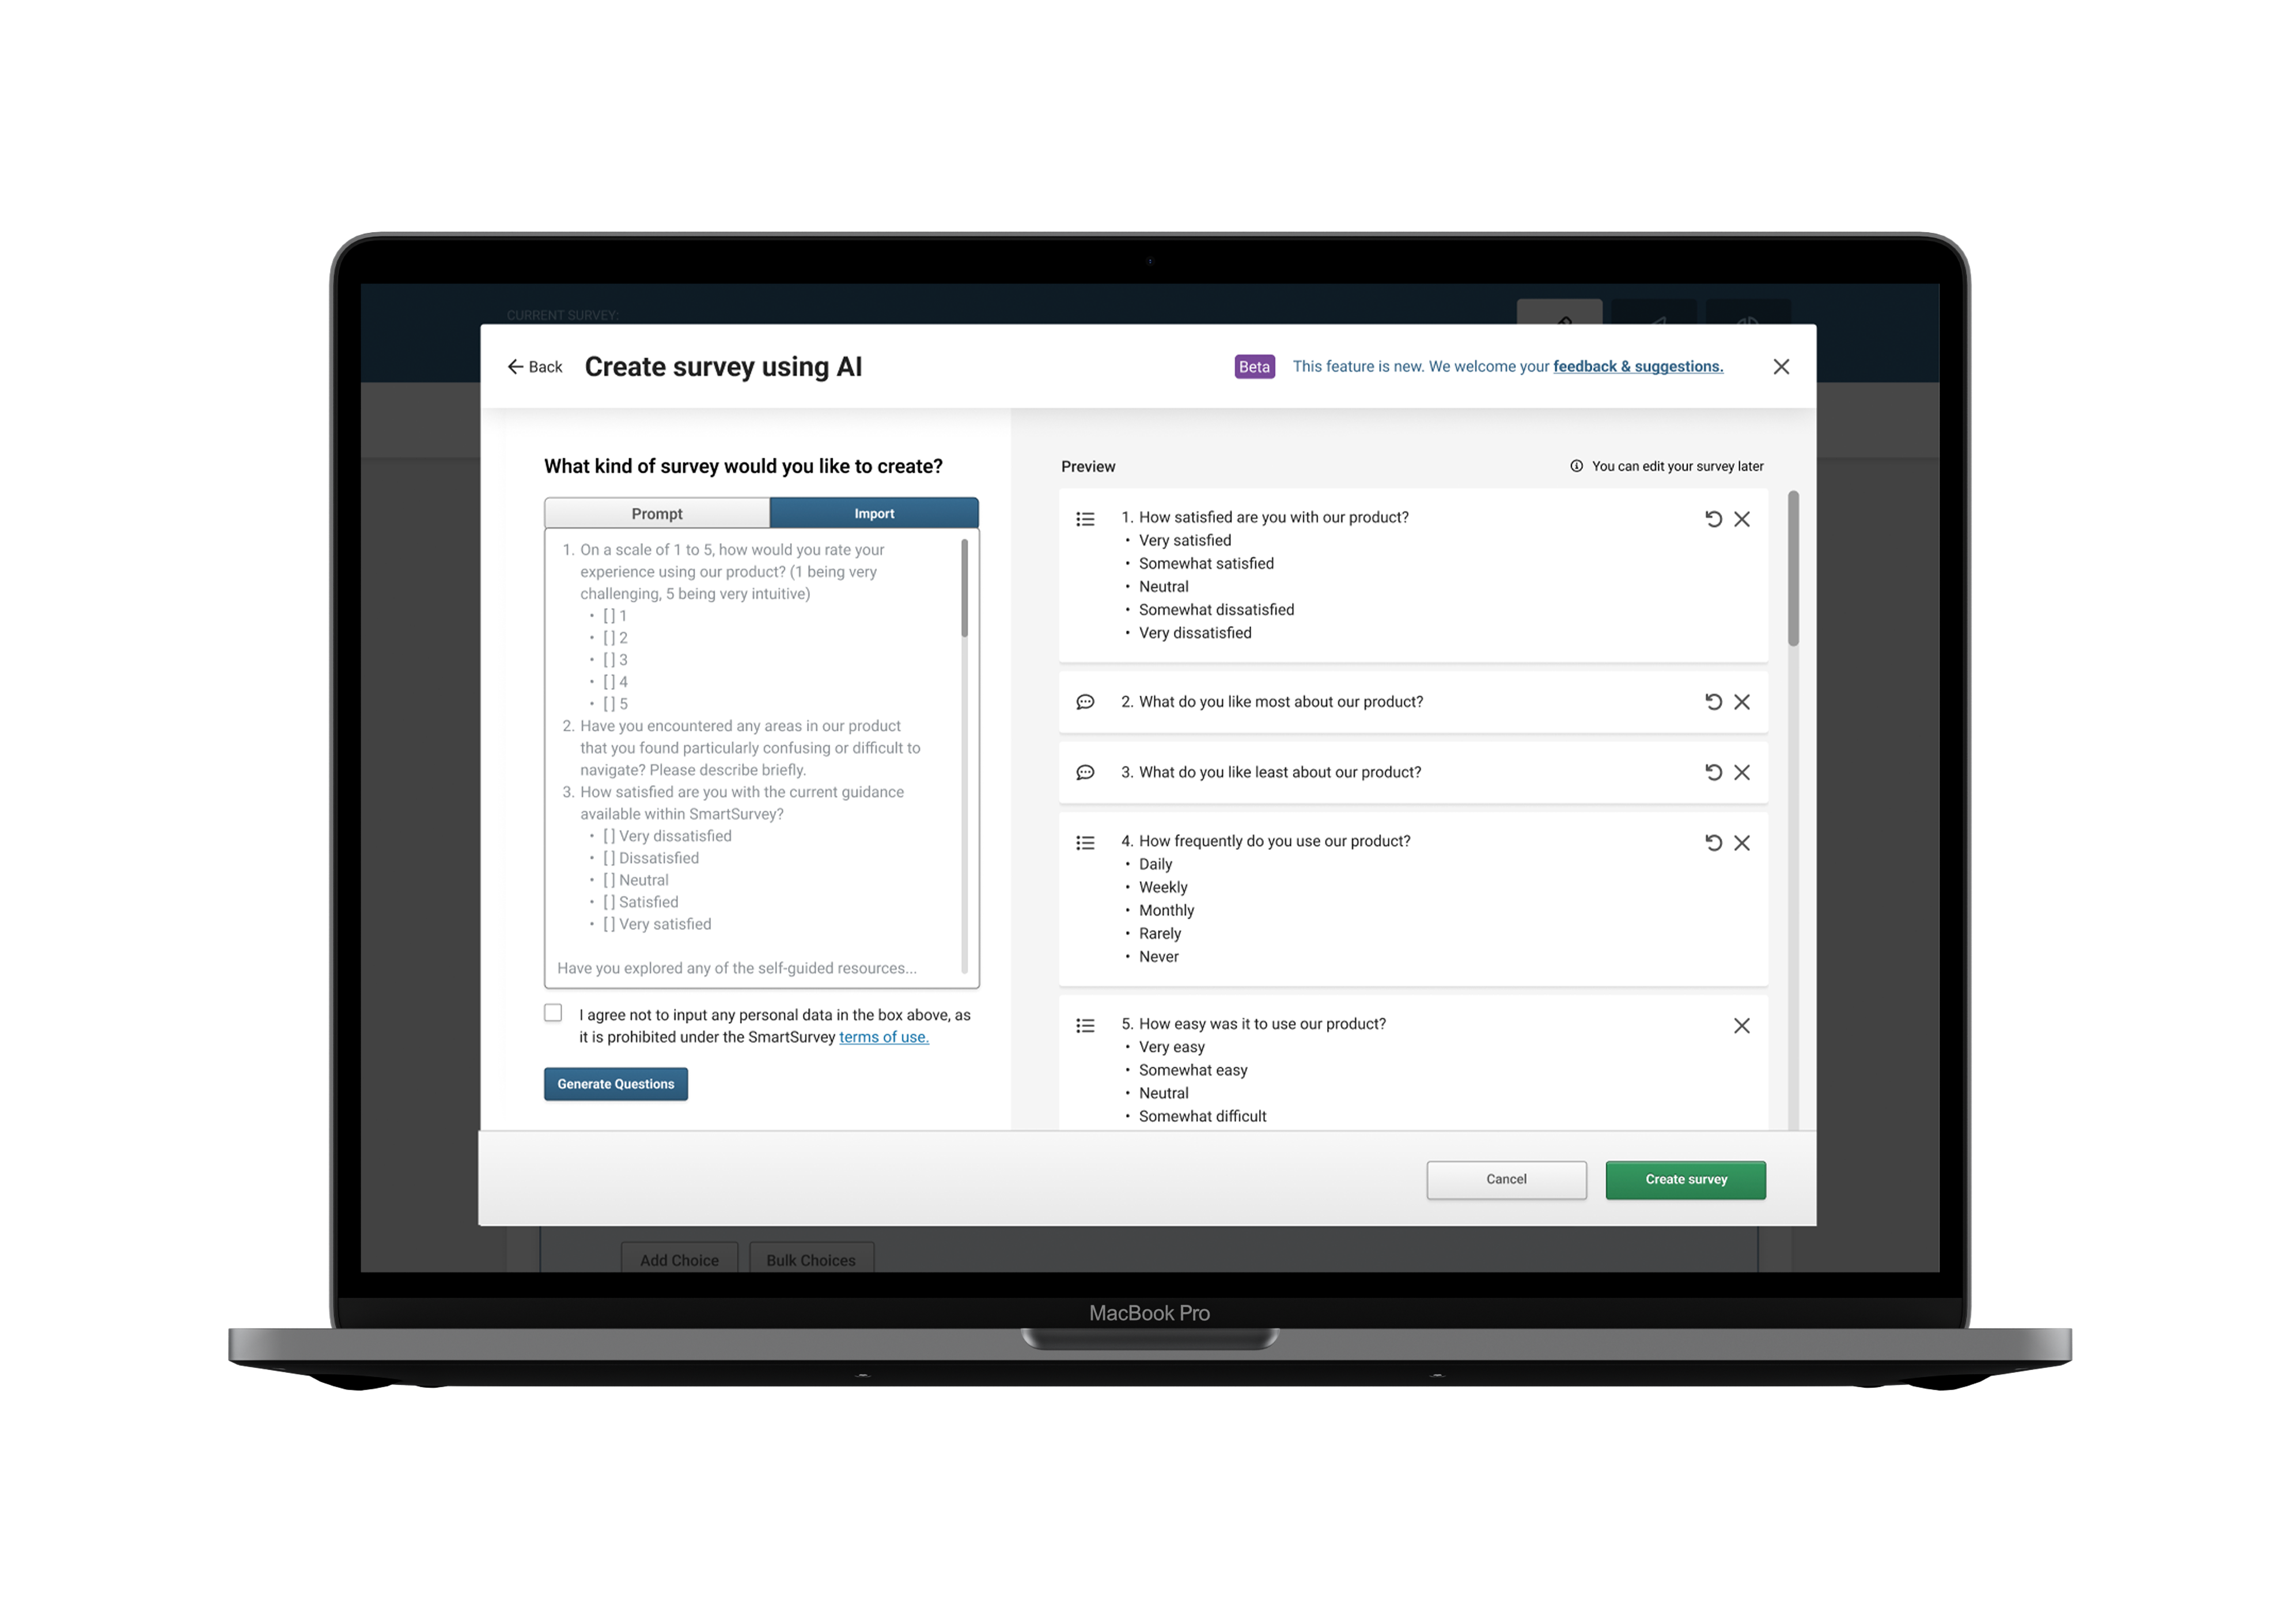 CURRENT SURVEY:
Back
Create survey using AI
Beta
This feature is new. We welcome your feedback & suggestions.
What kind of survey would you like to create?
Prompt
Import
1. On a scale of 1 to 5, how would you rate your
experience using our product? (1 being very
challenging, 5 being very intuitive)
• [ ] 1
• [ ] 2
• [ ] 3
• [ ] 4
• [ ] 5
2. Have you encountered any areas in our product
that you found particularly confusing or difficult to
navigate? Please describe briefly.
3. How satisfied are you with the current guidance
available within SmartSurvey?
• [ ] Very dissatisfied
• [ ] Dissatisfied
• [ ] Neutral
• [ ] Satisfied
• [ ] Very satisfied
Have you explored any of the self-guided resources...
I agree not to input any personal data in the box above, as
it is prohibited under the SmartSurvey terms of use.
Generate Questions
Preview
You can edit your survey later
1. How satisfied are you with our product?
• Very satisfied
• Somewhat satisfied
• Neutral
• Somewhat dissatisfied
• Very dissatisfied
2. What do you like most about our product?
3. What do you like least about our product?
4. How frequently do you use our product?
• Daily
• Weekly
• Monthly
• Rarely
• Never
5. How easy was it to use our product?
• Very easy
• Somewhat easy
• Neutral
• Somewhat difficult
Cancel
Create survey
Add Choice
Bulk Choices
MacBook Pro